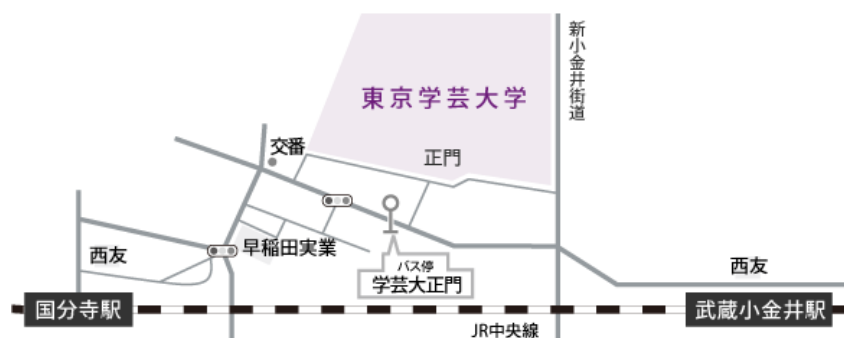 新小金井街道
東京学芸大学
交番
正門
早稲田実業
西友
バス停
学芸大正門
西友
国分寺駅
武蔵小金井駅
JR中央線